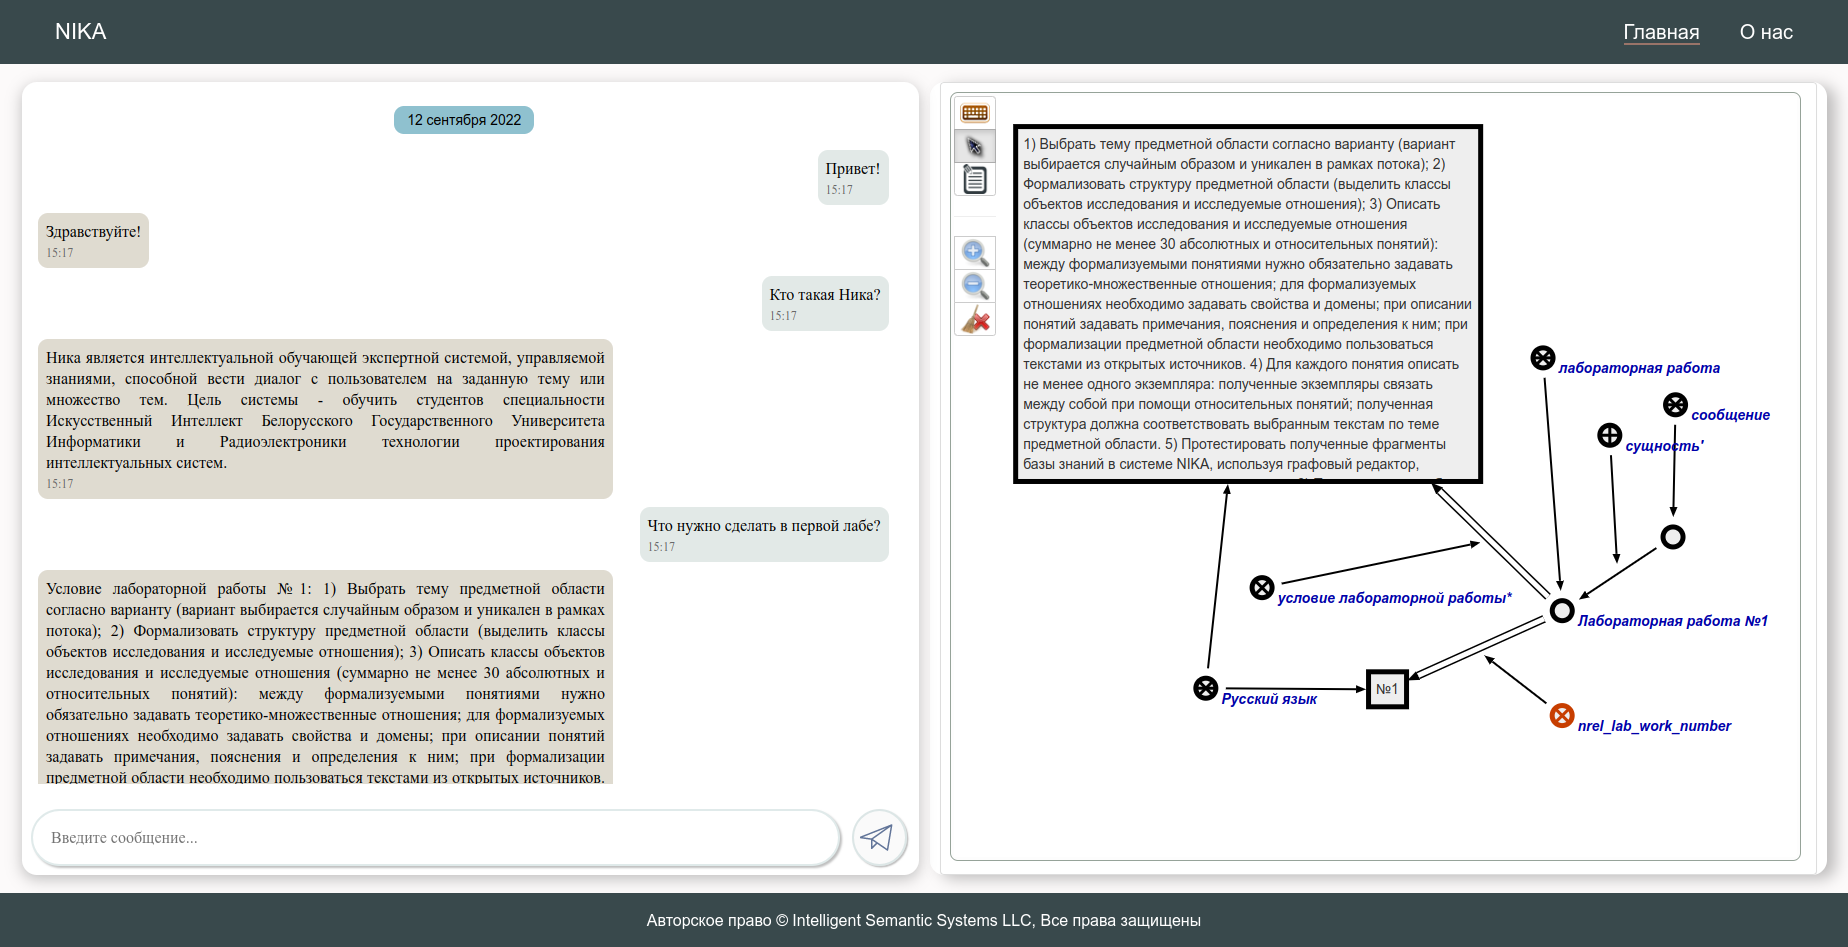 NIKA
Главная
О нас
12 сентября 2022
Привет!
15:17
Здравствуйте!
15:17
Кто такая Ника?
15:17
Ника является интеллектуальной обучающей экспертной системой, управляемой
знаниями, способной вести диалог с пользователем на заданную тему или
множество тем. Цель системы - обучить студентов специальности
Искусственный Интеллект Белорусского Государственного Университета
Информатики и Радиоэлектроники технологии проектирования
интеллектуальных систем.
15:17
Что нужно сделать в первой лабе?
15:17
Условие лабораторной работы №1: 1) Выбрать тему предметной области
согласно варианту (вариант выбирается случайным образом и уникален в рамках
потока); 2) Формализовать структуру предметной области (выделить классы
объектов исследования и исследуемые отношения); 3) Описать классы объектов
исследования и исследуемые отношения (суммарно не менее 30 абсолютных и
относительных понятий): между формализуемыми понятиями нужно
обязательно задавать теоретико-множественные отношения; для формализуемых
отношениях необходимо задавать свойства и домены; при описании понятий
задавать примечания, пояснения и определения к ним; при формализации
предметной области необходимо пользоваться текстами из открытых источников.
Введите сообщение...
1) Выбрать тему предметной области согласно варианту (вариант
выбирается случайным образом и уникален в рамках потока); 2)
Формализовать структуру предметной области (выделить классы
объектов исследования и исследуемые отношения); 3) Описать
классы объектов исследования и исследуемые отношения
(суммарно не менее 30 абсолютных и относительных понятий):
между формализуемыми понятиями нужно обязательно задавать
теоретико-множественные отношения; для формализуемых
отношениях необходимо задавать свойства и домены; при описании
понятий задавать примечания, пояснения и определения к ним; при
формализации предметной области необходимо пользоваться
текстами из открытых источников. 4) Для каждого понятия описать
не менее одного экземпляра: полученные экземпляры связать
между собой при помощи относительных понятий; полученная
структура должна соответствовать выбранным текстам по теме
предметной области. 5) Протестировать полученные фрагменты
базы знаний в системе NIKA, используя графовый редактор,
лабораторная работа
сообщение
сущность'
условие лабораторной работы*
Лабораторная работа №1
Русский язык
№1
nrel_lab_work_number
Авторское право © Intelligent Semantic Systems LLC, Все права защищены